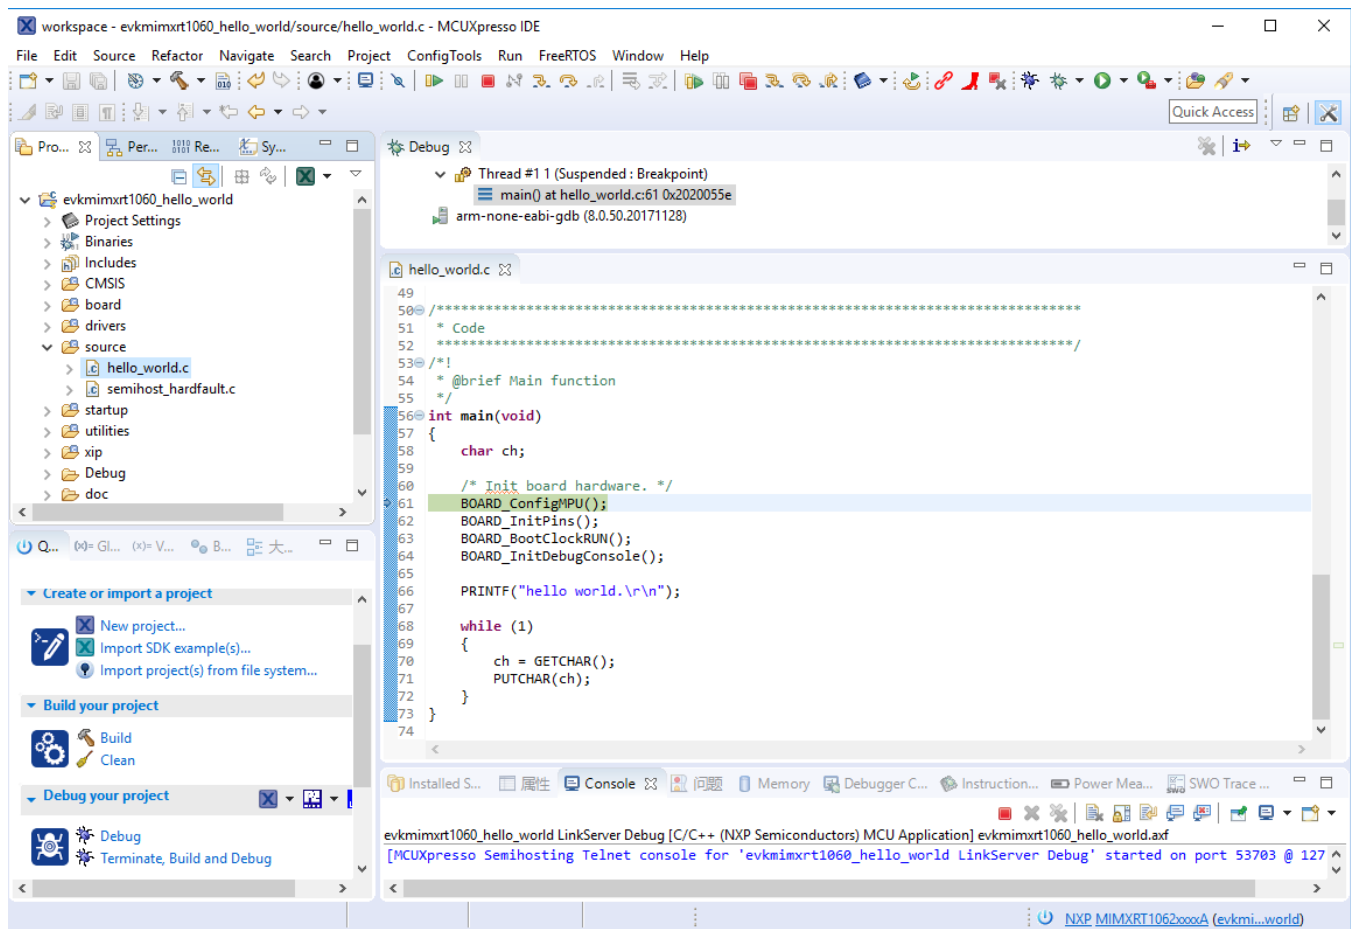 workspace - evkmimxrt1060_hello_world/source/hello_world.c - MCUXpresso IDE
File Edit Source Refactor Navigate Search Project ConfigTools Run FreeRTOS Window Help
Quick Access
Pro... Per... Re... Sy...
evkmimxrt1060_hello_world
Project Settings
Binaries
Includes
CMSIS
board
drivers
source
hello_world.c
semihost_hardfault.c
startup
utilities
xip
Debug
doc
Debug
Thread #1 1 (Suspended : Breakpoint)
main() at hello_world.c:61 0x2020055e
arm-none-eabi-gdb (8.0.50.20171128)
hello_world.c
49
50 /*******************************************************************************
51 * Code
52 ******************************************************************************/
53 /*!
54 * @brief Main function
55 */
56 int main(void)
57 {
58 char ch;
59
60 /* Init board hardware. */
61 BOARD_ConfigMPU();
62 BOARD_InitPins();
63 BOARD_BootClockRUN();
64 BOARD_InitDebugConsole();
65
66 PRINTF("hello world.\r\n");
67
68 while (1)
69 {
70 ch = GETCHAR();
71 PUTCHAR(ch);
72 }
73 }
74
Q... (x)= Gl... (x)= V... B... 大...
Create or import a project
New project...
Import SDK example(s)...
Import project(s) from file system...
Build your project
Build
Clean
Debug your project
Debug
Terminate, Build and Debug
Installed S... 属性 Console 问题 Memory Debugger C... Instruction... Power Mea... SWO Trace ...
evkmimxrt1060_hello_world LinkServer Debug [C/C++ (NXP Semiconductors) MCU Application] evkmimxrt1060_hello_world.axf
[MCUXpresso Semihosting Telnet console for 'evkmimxrt1060_hello_world LinkServer Debug' started on port 53703 @ 127
NXP MIMXRT1062xxxxA (evkmi...world)